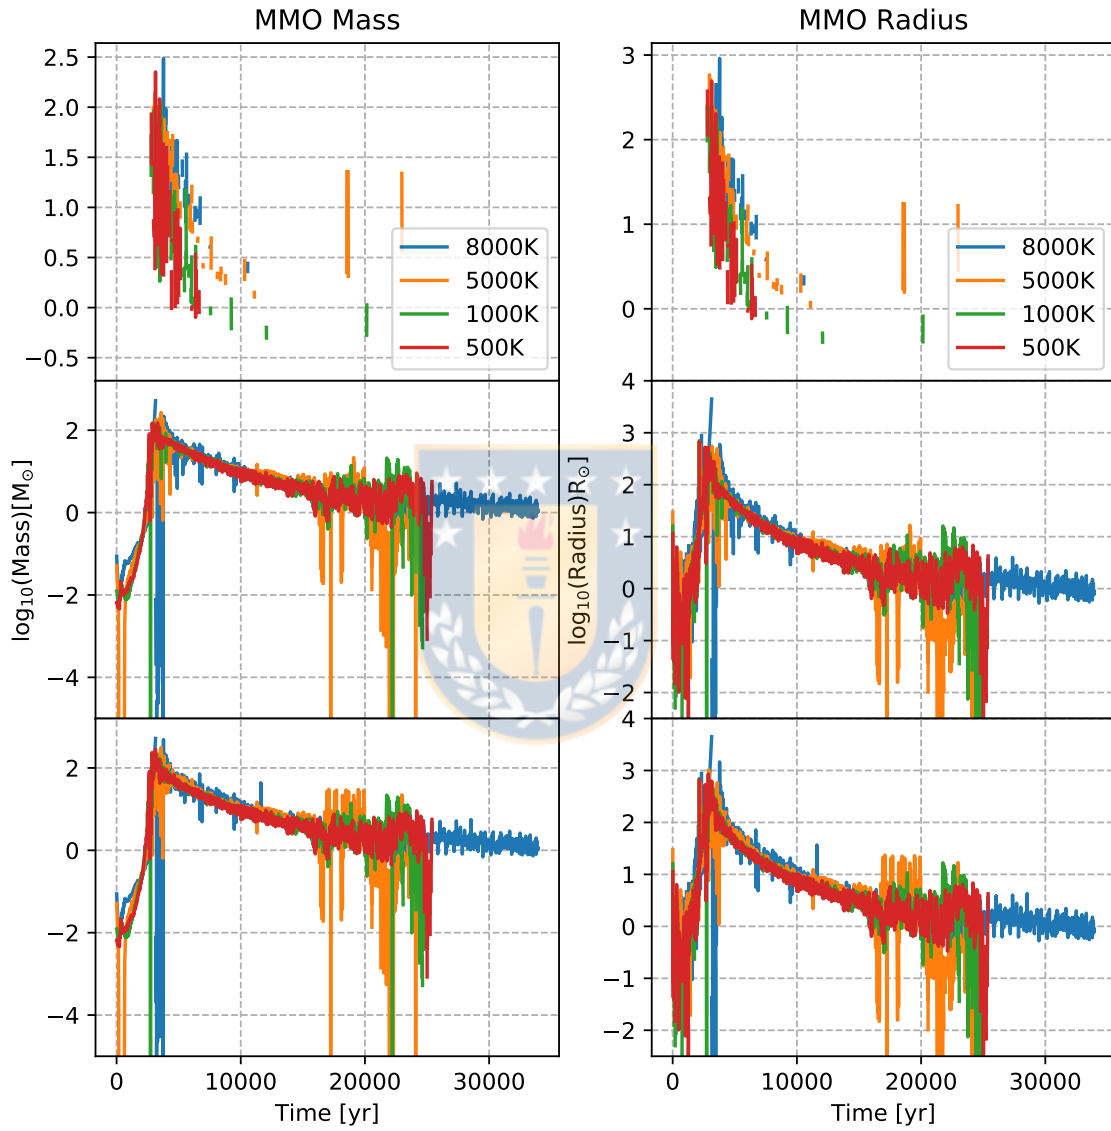 MMO Mass
MMO Radius
2.5
2.0
1.5
1.0
0.5
0.0
−0.5
8000K
5000K
1000K
500K
3
2
1
0
8000K
5000K
1000K
500K
log₁₀(Mass)[M⊙]
2
0
−2
−4
log₁₀(Radius)R⊙]
4
3
2
1
0
−1
−2
2
0
−2
−4
4
3
2
1
0
−1
−2
0 10000 20000 30000
Time [yr]
0 10000 20000 30000
Time [yr]